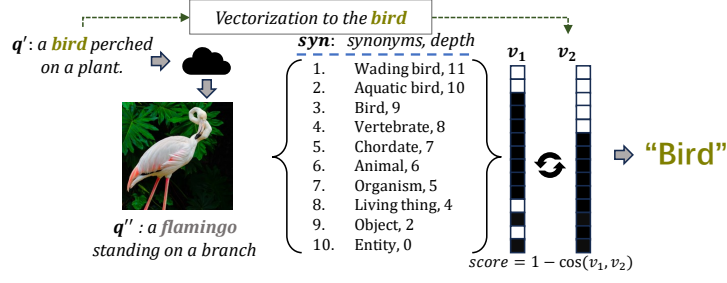 Vectorization to the bird
q′: a bird perched
on a plant.
q′′ : a flamingo
standing on a branch
syn: synonyms, depth
1. Wading bird, 11
2. Aquatic bird, 10
3. Bird, 9
4. Vertebrate, 8
5. Chordate, 7
6. Animal, 6
7. Organism, 5
8. Living thing, 4
9. Object, 2
10. Entity, 0
v1 v2
score = 1 − cos(v1, v2)
“Bird”